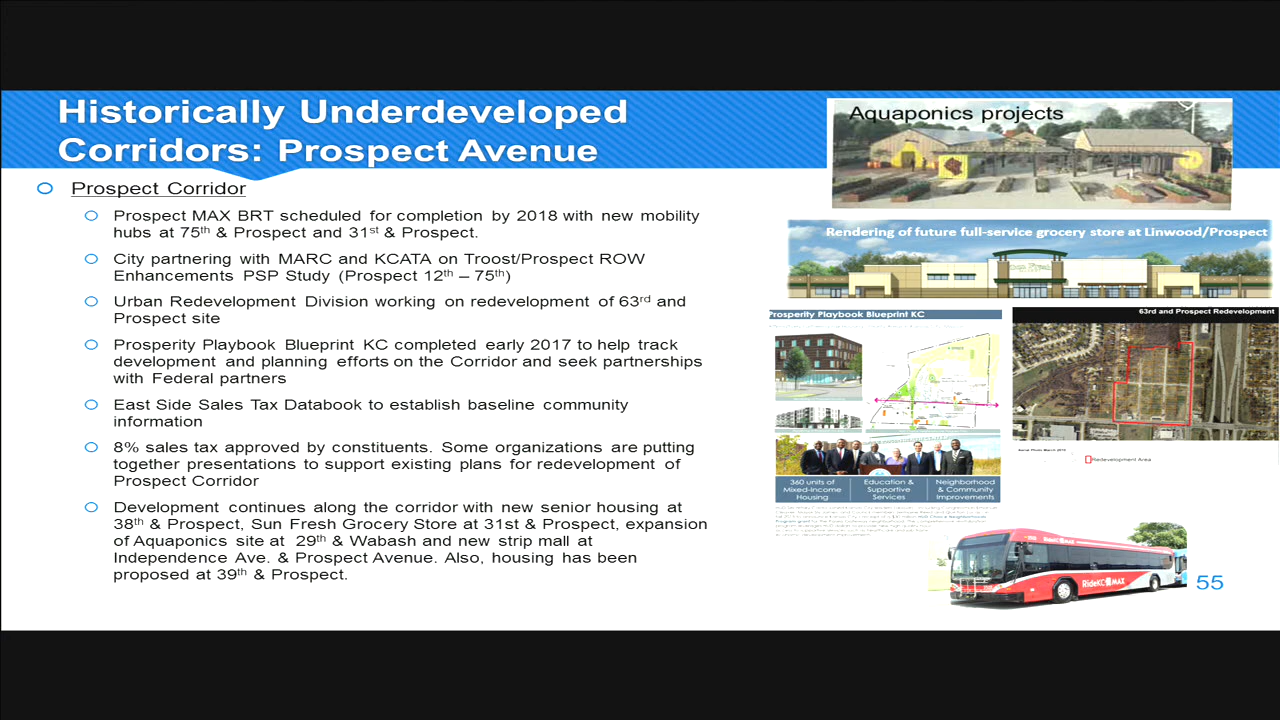 Historically Underdeveloped
Corridors: Prospect Avenue
Prospect Corridor
Prospect MAX BRT scheduled for completion by 2018 with new mobility
hubs at 75th & Prospect and 31st & Prospect.
City partnering with MARC and KCATA on Troost/Prospect ROW
Enhancements PSP Study (Prospect 12th – 75th)
Urban Redevelopment Division working on redevelopment of 63rd and
Prospect site
Prosperity Playbook Blueprint KC completed early 2017 to help track
development and planning efforts on the Corridor and seek partnerships
with Federal partners
East Side Sales Tax Databook to establish baseline community
information
8% sales tax approved by constituents. Some organizations are putting
together presentations to support existing plans for redevelopment of
Prospect Corridor
Development continues along the corridor with new senior housing at
38th & Prospect, Sun Fresh Grocery Store at 31st & Prospect, expansion
of Aquaponics site at 29th & Wabash and new strip mall at
Independence Ave. & Prospect Avenue. Also, housing has been
proposed at 39th & Prospect.
Aquaponics projects
Rendering of future full-service grocery store at Linwood/Prospect
Prosperity Playbook Blueprint KC
63rd and Prospect Redevelopment
Redevelopment Area
360 units of
Mixed-Income
Housing
Education &
Supportive
Services
Neighborhood
& Community
Improvements
RideKC MAX
55